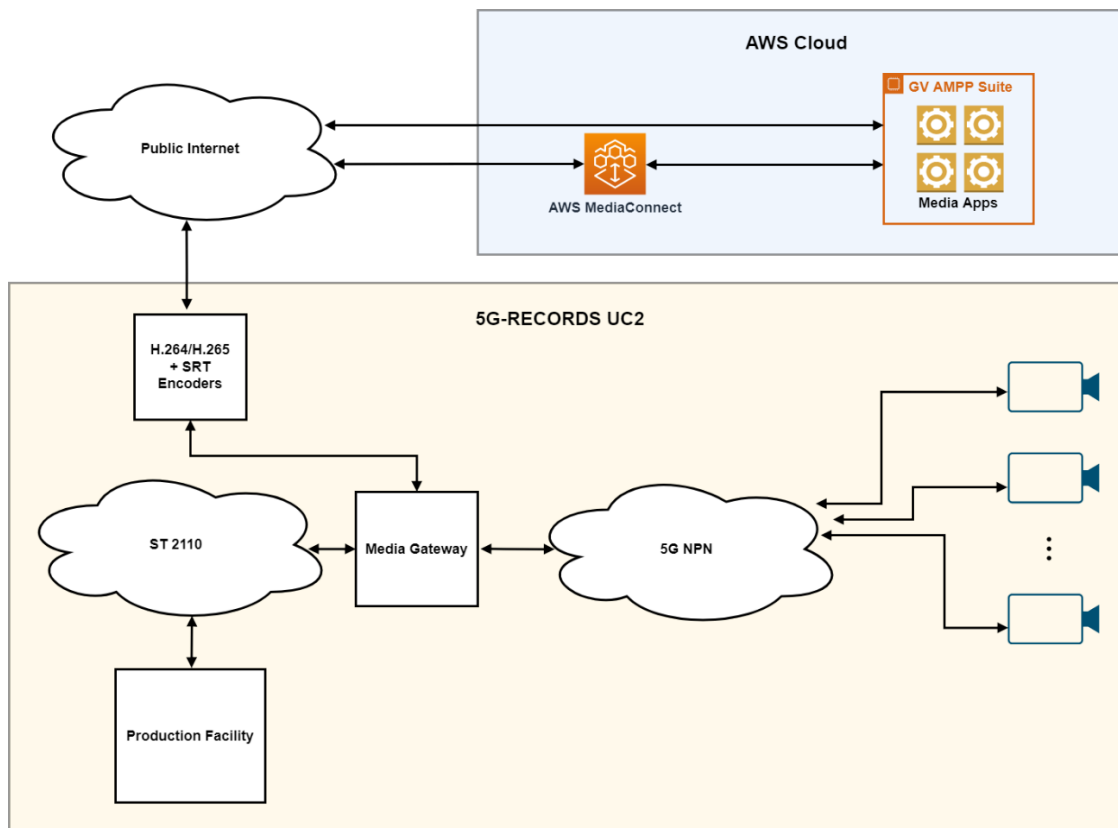 AWS Cloud
GV AMPP Suite
Public Internet
AWS MediaConnect
Media Apps
5G-RECORDS UC2
H.264/H.265
+ SRT
Encoders
ST 2110
Media Gateway
5G NPN
Production Facility